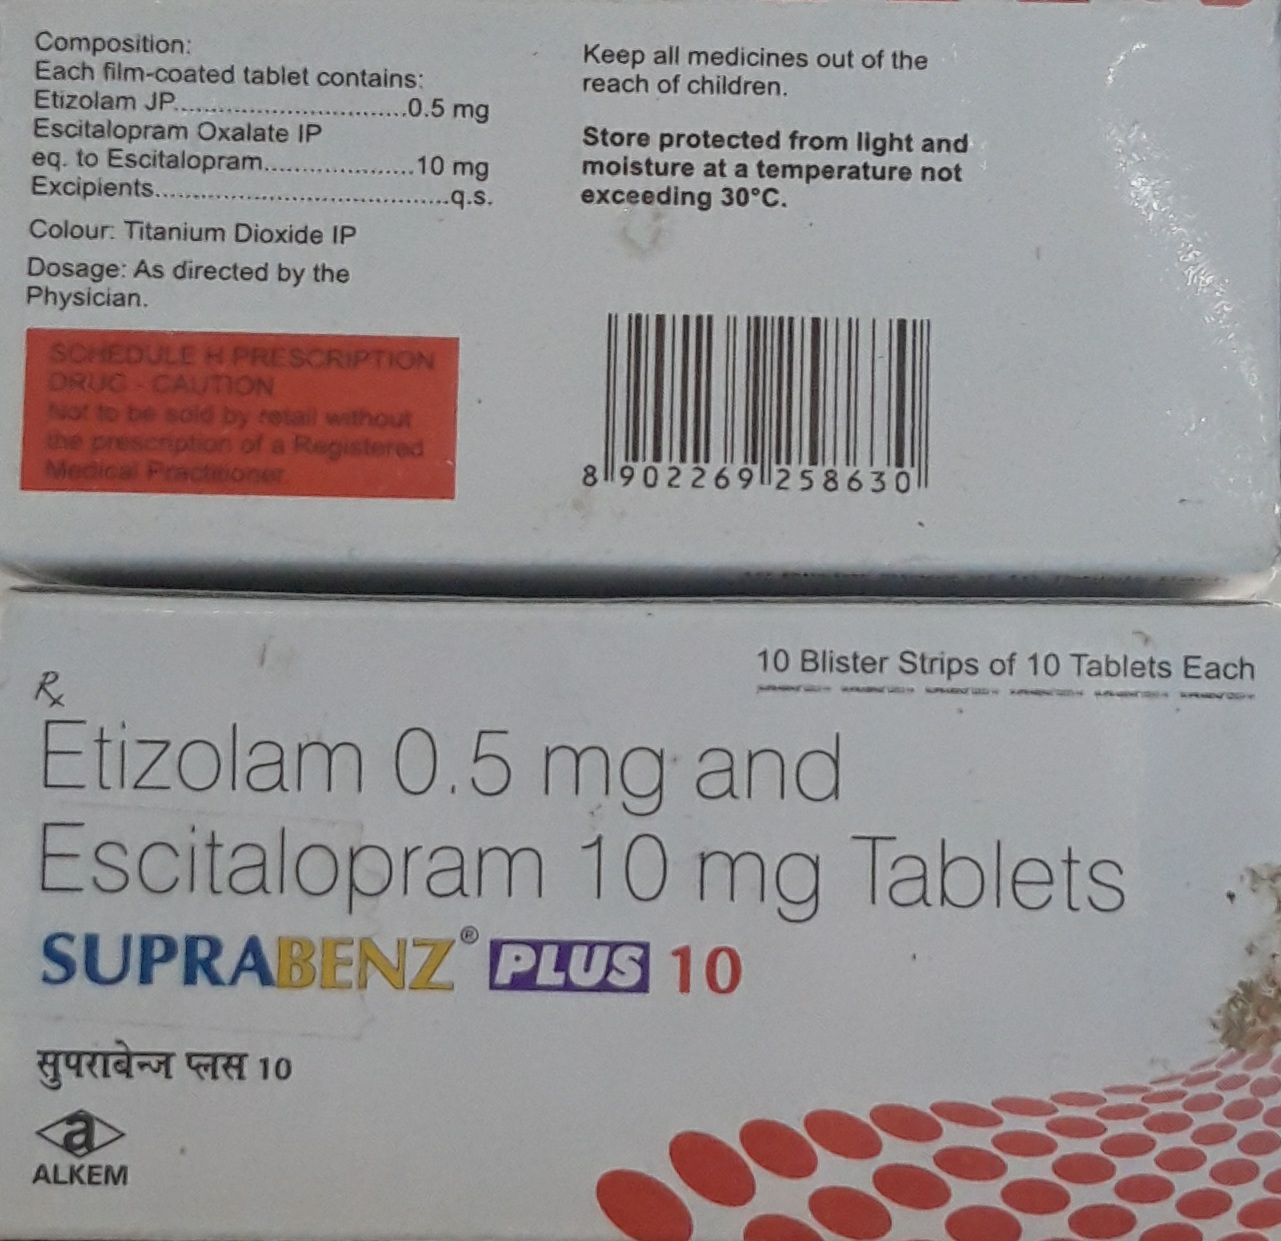 Composition:
Each film-coated tablet contains:
Etizolam JP................................0.5 mg
Escitalopram Oxalate IP
eq. to Escitalopram.....................10 mg
Excipients........................................q.s.
Colour: Titanium Dioxide IP
Dosage: As directed by the
Physician.
SCHEDULE H PRESCRIPTION
DRUG - CAUTION
Not to be sold by retail without
the prescription of a Registered
Medical Practitioner.
Keep all medicines out of the
reach of children.
Store protected from light and
moisture at a temperature not
exceeding 30°C.
8 902269 258630
10 Blister Strips of 10 Tablets Each
Rx
Etizolam 0.5 mg and
Escitalopram 10 mg Tablets
SUPRABENZ® PLUS 10
सुपराबेन्ज प्लस 10
a
ALKEM